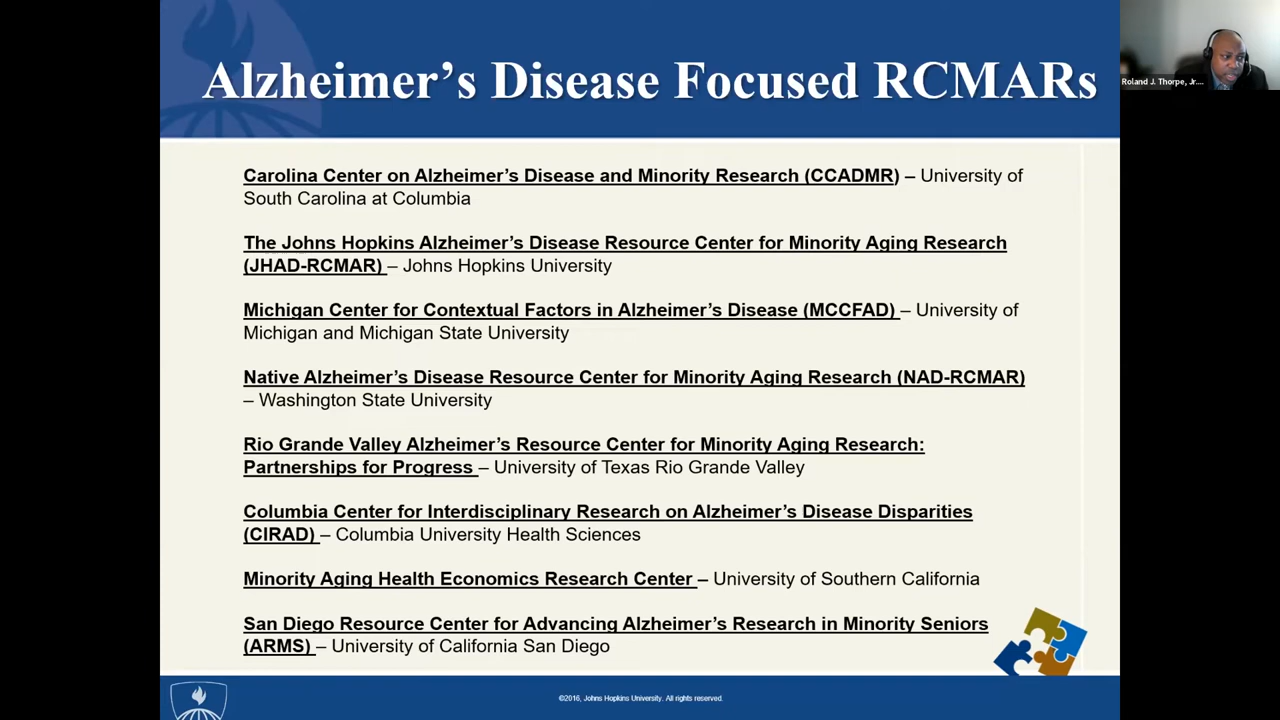 Alzheimer’s Disease Focused RCMARs
Roland J. Thorpe, Jr....
Carolina Center on Alzheimer’s Disease and Minority Research (CCADMR) – University of
South Carolina at Columbia
The Johns Hopkins Alzheimer’s Disease Resource Center for Minority Aging Research
(JHAD-RCMAR) – Johns Hopkins University
Michigan Center for Contextual Factors in Alzheimer’s Disease (MCCFAD) – University of
Michigan and Michigan State University
Native Alzheimer’s Disease Resource Center for Minority Aging Research (NAD-RCMAR)
– Washington State University
Rio Grande Valley Alzheimer’s Resource Center for Minority Aging Research:
Partnerships for Progress – University of Texas Rio Grande Valley
Columbia Center for Interdisciplinary Research on Alzheimer’s Disease Disparities
(CIRAD) – Columbia University Health Sciences
Minority Aging Health Economics Research Center – University of Southern California
San Diego Resource Center for Advancing Alzheimer’s Research in Minority Seniors
(ARMS) – University of California San Diego
©2016, Johns Hopkins University. All rights reserved.